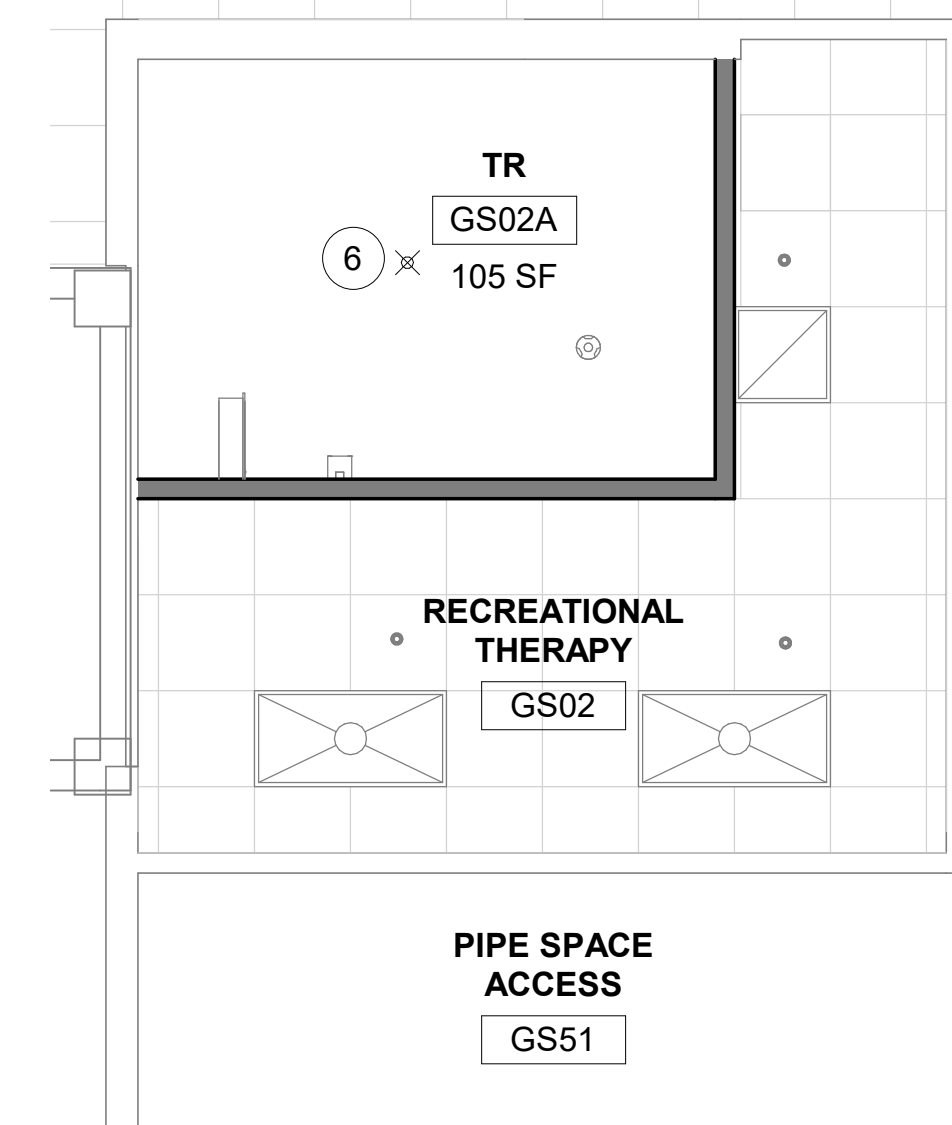 TR
GS02A
6
105 SF
RECREATIONAL
THERAPY
GS02
PIPE SPACE
ACCESS
GS51